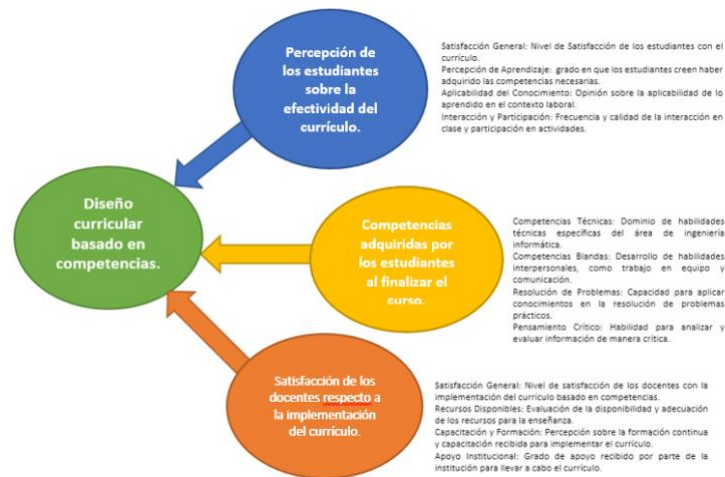 Percepción de
los estudiantes
sobre la
efectividad del
currículo.
Satisfacción General: Nivel de Satisfacción de los estudiantes con el
currículo.
Percepción de Aprendizaje: grado en que los estudiantes creen haber
adquirido las competencias necesarias.
Aplicabilidad del Conocimiento: Opinión sobre la aplicabilidad de lo
aprendido en el contexto laboral.
Interacción y Participación: Frecuencia y calidad de la interacción en
clase y participación en actividades.
Diseño
curricular
basado en
competencias.
Competencias
adquiridas por
los estudiantes
al finalizar el
curso.
Competencias Técnicas: Dominio de habilidades
técnicas específicas del área de ingeniería
informática.
Competencias Blandas: Desarrollo de habilidades
interpersonales, como trabajo en equipo y
comunicación.
Resolución de Problemas: Capacidad para aplicar
conocimientos en la resolución de problemas
prácticos.
Pensamiento Crítico: Habilidad para analizar y
evaluar información de manera crítica.
Satisfacción de los
docentes respecto a
la implementación
del currículo.
Satisfacción General: Nivel de satisfacción de los docentes con la
implementación del currículo basado en competencias.
Recursos Disponibles: Evaluación de la disponibilidad y adecuación
de los recursos para la enseñanza.
Capacitación y Formación: Percepción sobre la formación continua
y capacitación recibida para implementar el currículo.
Apoyo Institucional: Grado de apoyo recibido por parte de la
institución para llevar a cabo el currículo.